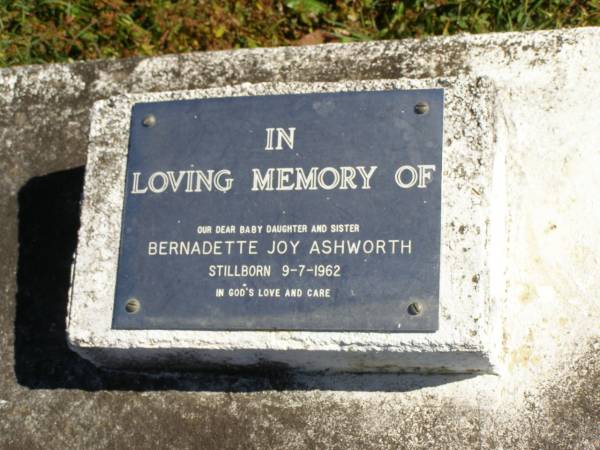 IN
LOVING MEMORY OF
OUR DEAR BABY DAUGHTER AND SISTER
BERNADETTE JOY ASHWORTH
STILLBORN 9-7-1962
IN GOD'S LOVE AND CARE